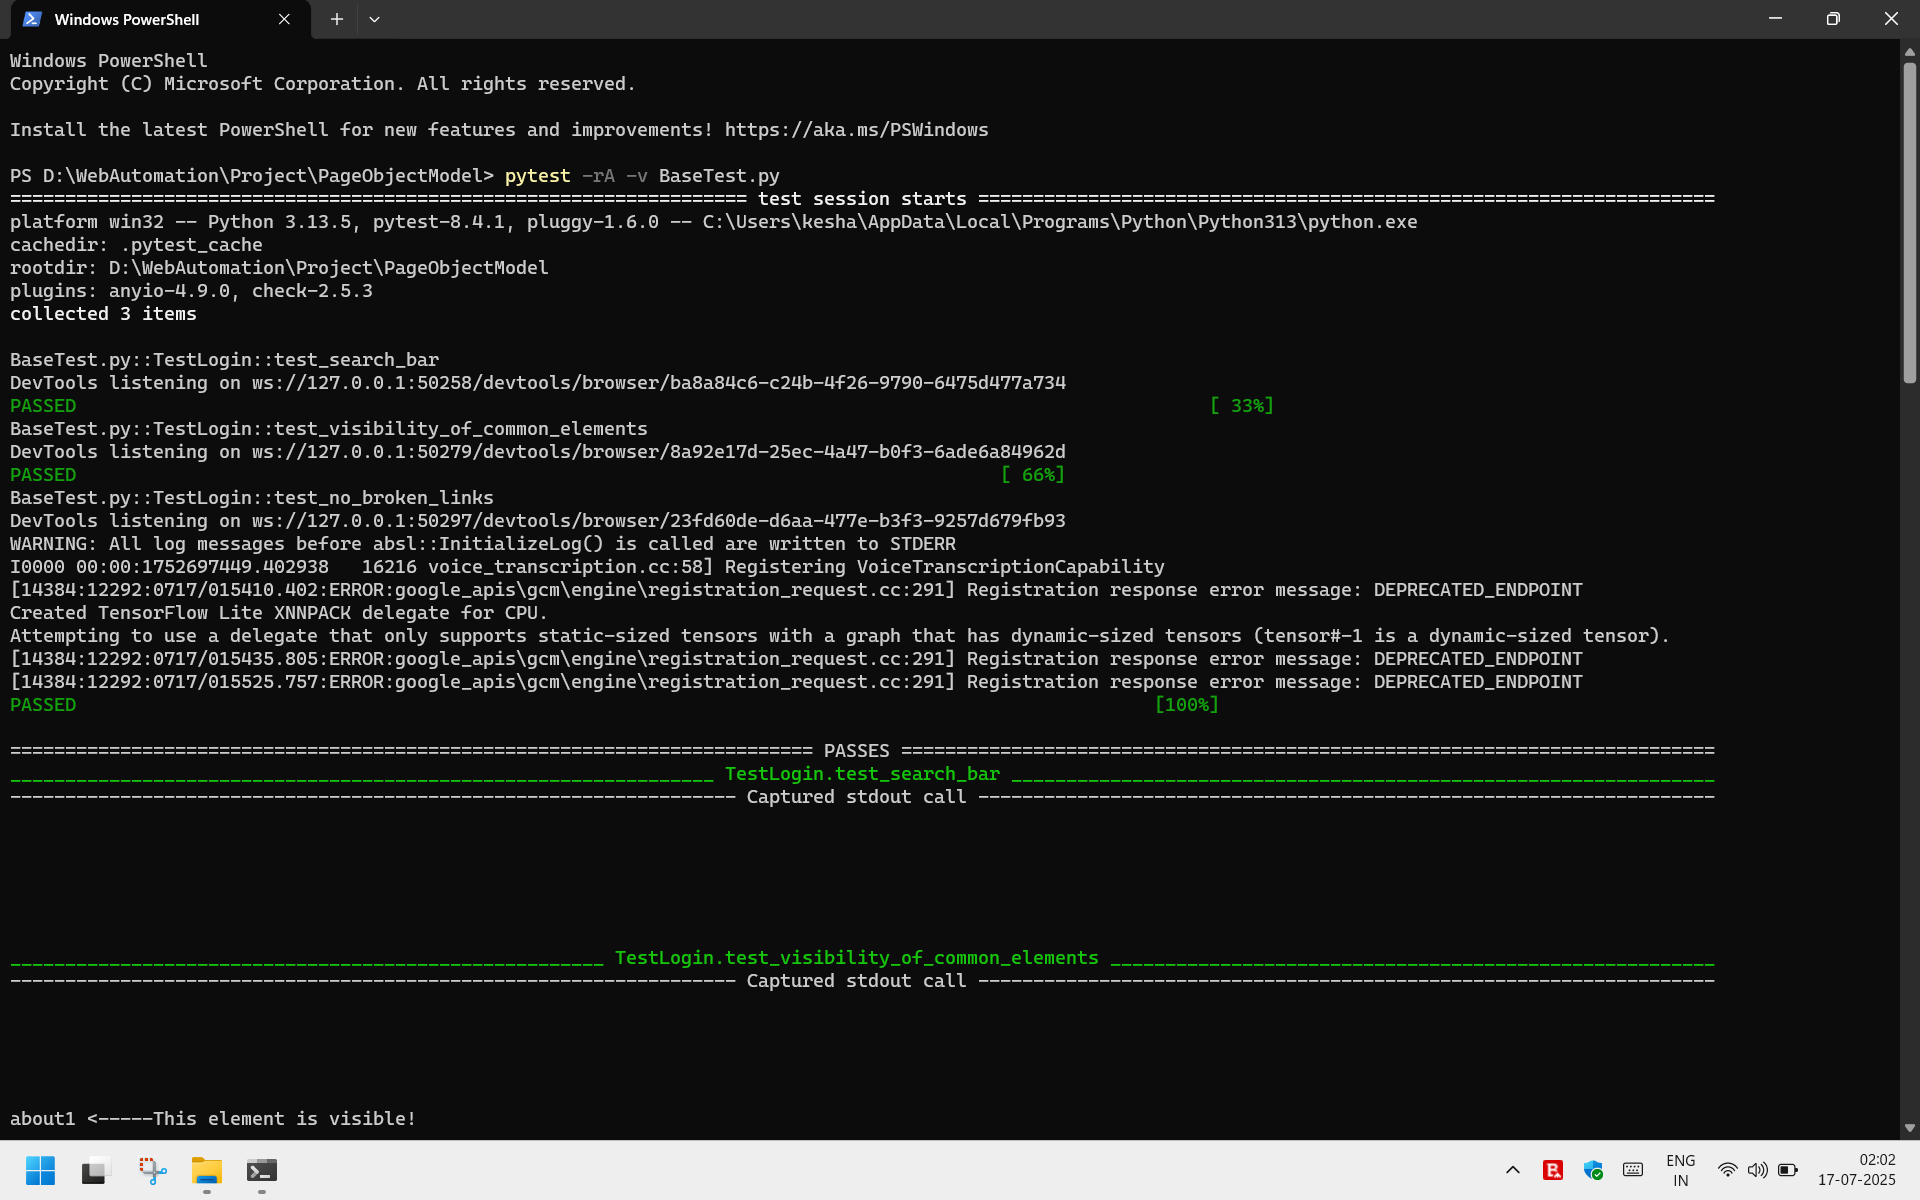 Windows PowerShell
Windows PowerShell
Copyright (C) Microsoft Corporation. All rights reserved.
Install the latest PowerShell for new features and improvements! https://aka.ms/PSWindows
PS D:\WebAutomation\Project\PageObjectModel> pytest -rA -v BaseTest.py
=================================================================== test session starts ===================================================================
platform win32 -- Python 3.13.5, pytest-8.4.1, pluggy-1.6.0 -- C:\Users\kesha\AppData\Local\Programs\Python\Python313\python.exe
cachedir: .pytest_cache
rootdir: D:\WebAutomation\Project\PageObjectModel
plugins: anyio-4.9.0, check-2.5.3
collected 3 items
BaseTest.py::TestLogin::test_search_bar
DevTools listening on ws://127.0.0.1:50258/devtools/browser/ba8a84c6-c24b-4f26-9790-6475d477a734
PASSED [ 33%]
BaseTest.py::TestLogin::test_visibility_of_common_elements
DevTools listening on ws://127.0.0.1:50279/devtools/browser/8a92e17d-25ec-4a47-b0f3-6ade6a84962d
PASSED [ 66%]
BaseTest.py::TestLogin::test_no_broken_links
DevTools listening on ws://127.0.0.1:50297/devtools/browser/23fd60de-d6aa-477e-b3f3-9257d679fb93
WARNING: All log messages before absl::InitializeLog() is called are written to STDERR
I0000 00:00:1752697449.402938   16216 voice_transcription.cc:58] Registering VoiceTranscriptionCapability
[14384:12292:0717/015410.402:ERROR:google_apis\gcm\engine\registration_request.cc:291] Registration response error message: DEPRECATED_ENDPOINT
Created TensorFlow Lite XNNPACK delegate for CPU.
Attempting to use a delegate that only supports static-sized tensors with a graph that has dynamic-sized tensors (tensor#-1 is a dynamic-sized tensor).
[14384:12292:0717/015435.805:ERROR:google_apis\gcm\engine\registration_request.cc:291] Registration response error message: DEPRECATED_ENDPOINT
[14384:12292:0717/015525.757:ERROR:google_apis\gcm\engine\registration_request.cc:291] Registration response error message: DEPRECATED_ENDPOINT
PASSED [100%]
========================================================================= PASSES ==========================================================================
________________________________________________________________ TestLogin.test_search_bar ________________________________________________________________
------------------------------------------------------------------ Captured stdout call -------------------------------------------------------------------
______________________________________________________ TestLogin.test_visibility_of_common_elements _______________________________________________________
------------------------------------------------------------------ Captured stdout call -------------------------------------------------------------------
about1 <-----This element is visible!
ENG
IN
02:02
17-07-2025